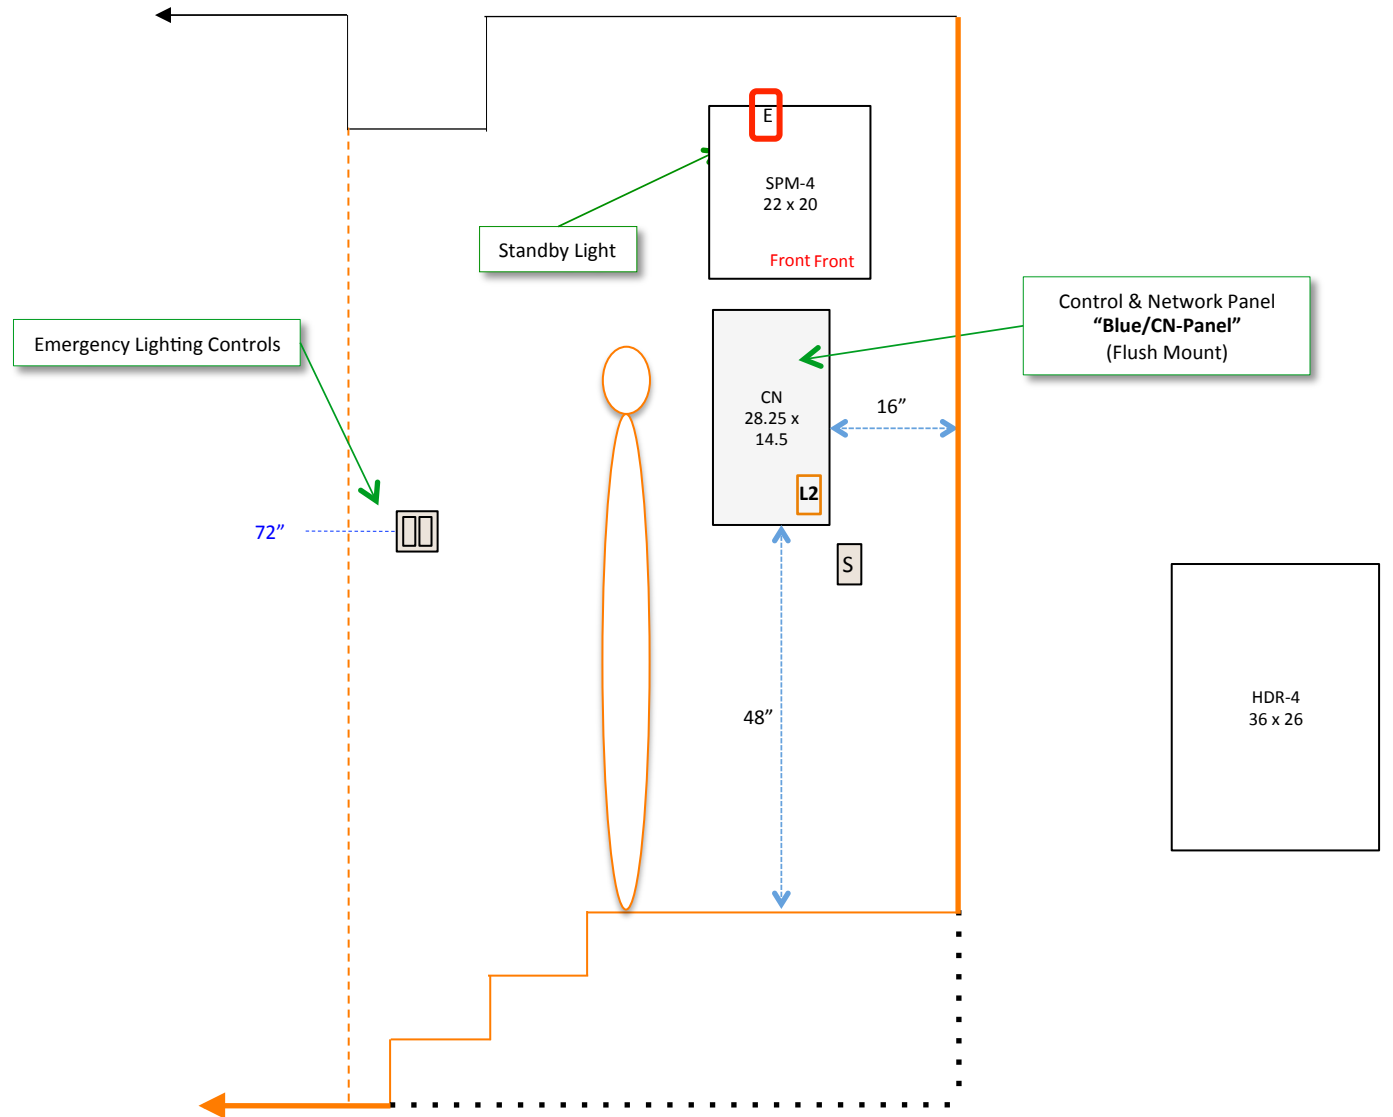 E
SPM-4
22 x 20
Front Front
Standby Light
Control & Network Panel
“Blue/CN-Panel”
(Flush Mount)
Emergency Lighting Controls
CN
28.25 x
14.5
16”
L2
72”
S
48”
HDR-4
36 x 26